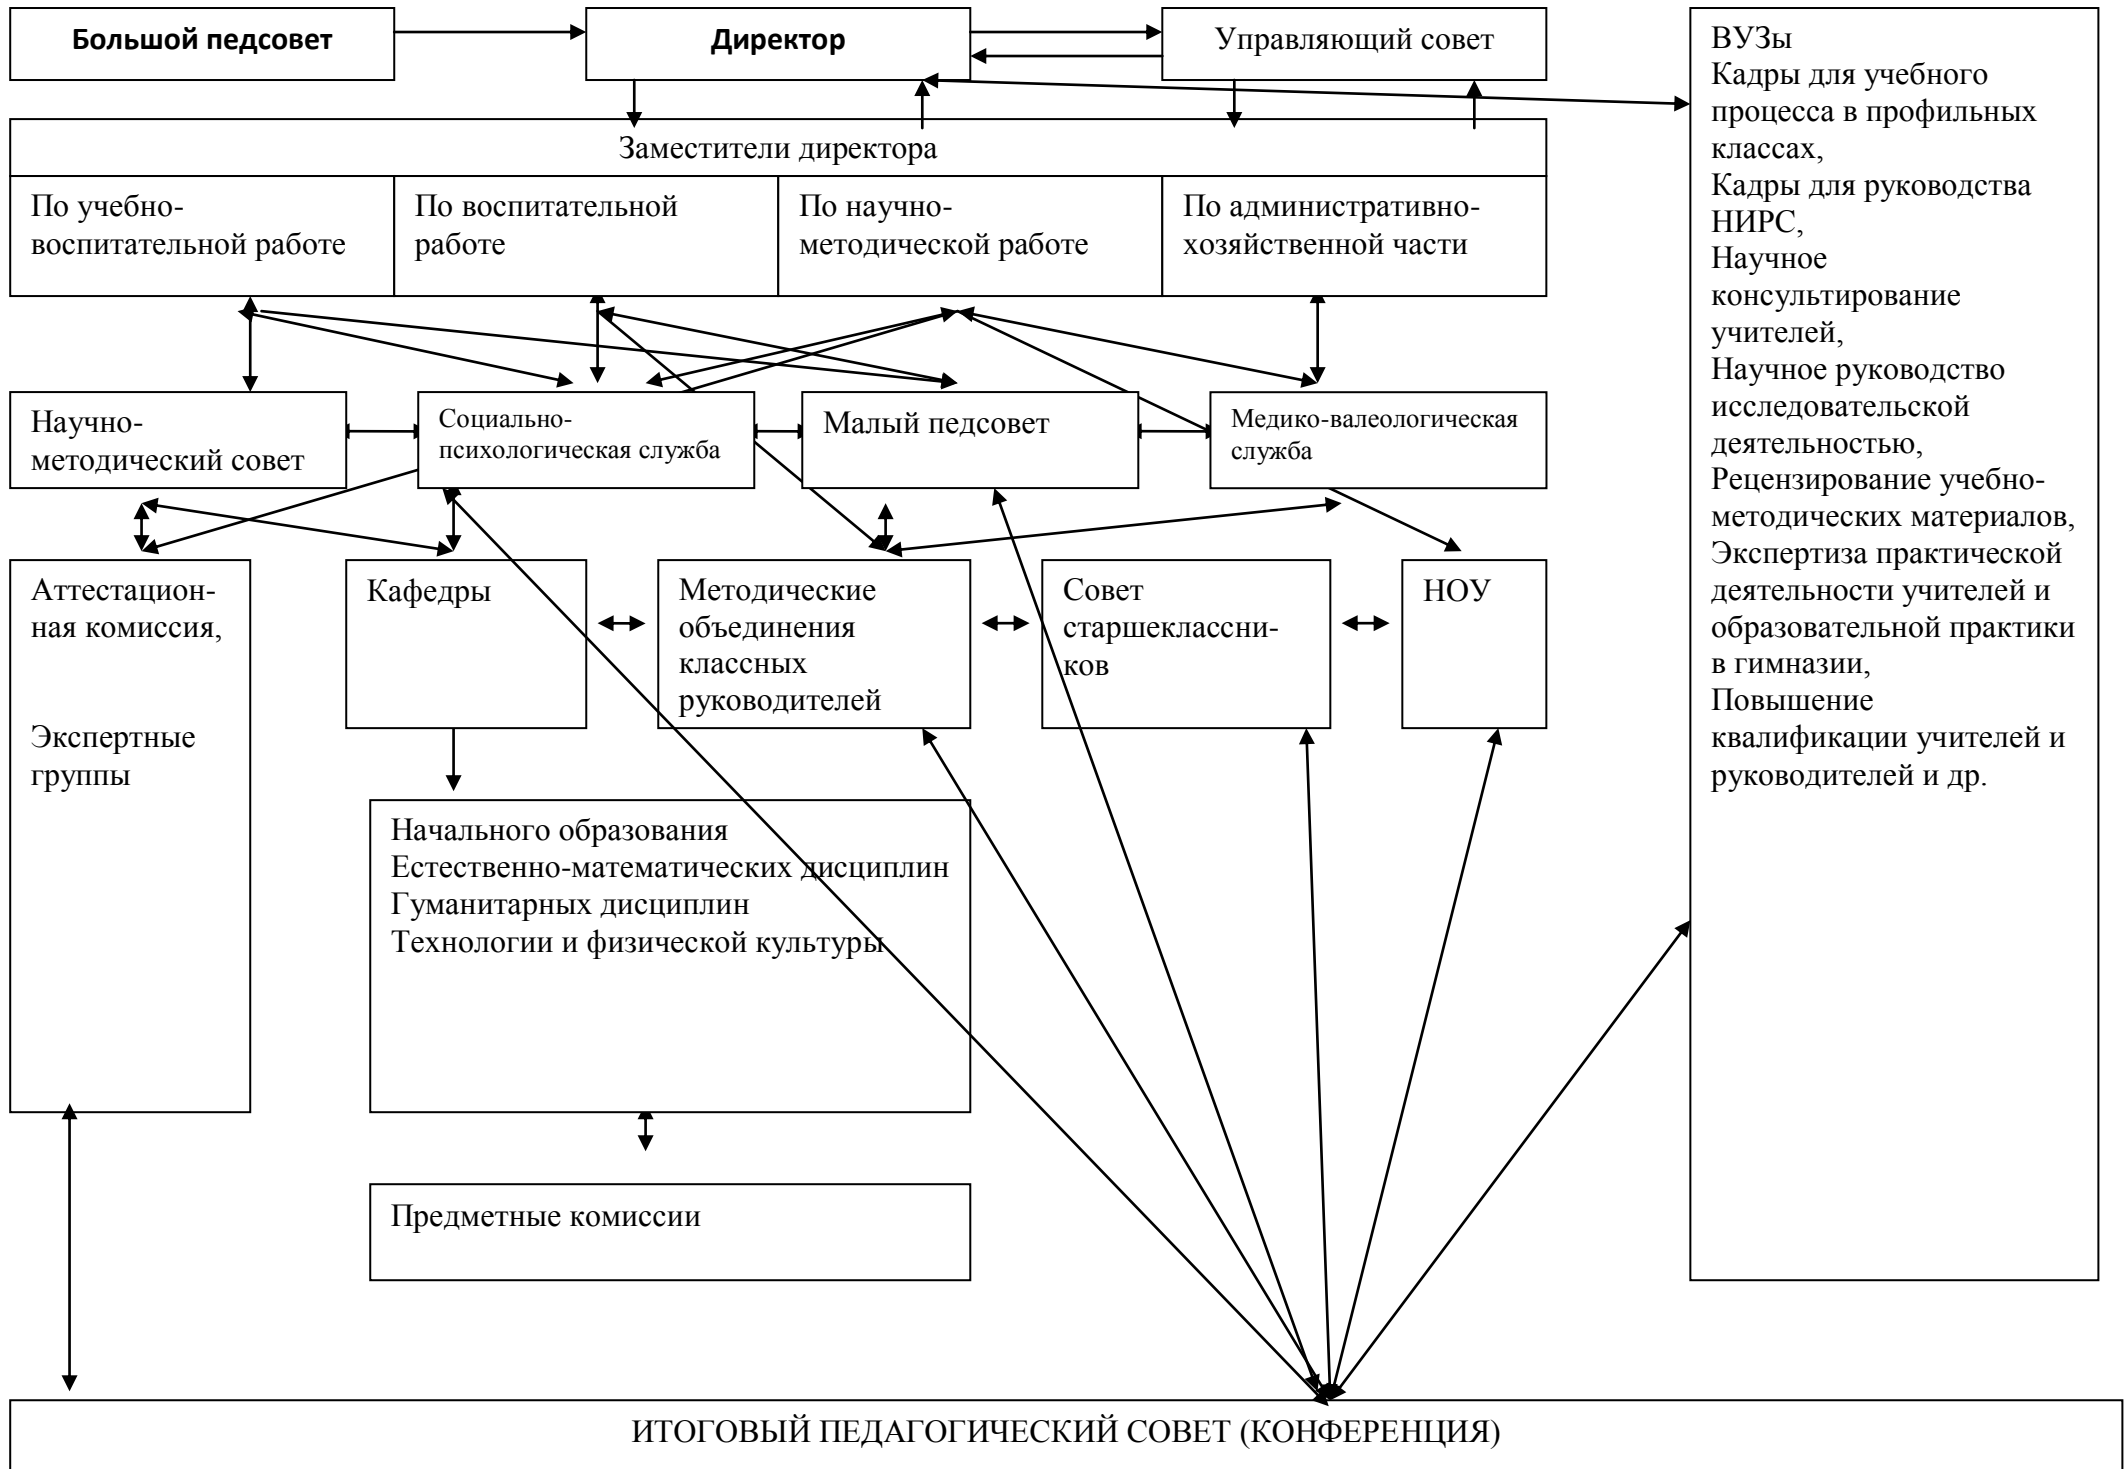 Большой педсовет
Директор
Управляющий совет
ВУЗы
Кадры для учебного
процесса в профильных
классах,
Кадры для руководства
НИРС,
Научное
консультирование
учителей,
Научное руководство
исследовательской
деятельностью,
Рецензирование учебно-
методических материалов,
Экспертиза практической
деятельности учителей и
образовательной практики
в гимназии,
Повышение
квалификации учителей и
руководителей и др.
Заместители директора
По учебно-
воспитательной работе
По воспитательной
работе
По научно-
методической работе
По административно-
хозяйственной части
Научно-
методический совет
Социально-
психологическая служба
Малый педсовет
Медико-валеологическая
служба
Аттестацион-
ная комиссия,
Экспертные
группы
Кафедры
Методические
объединения
классных
руководителей
Совет
старшеклассни-
ков
НОУ
Начального образования
Естественно-математических дисциплин
Гуманитарных дисциплин
Технологии и физической культуры
Предметные комиссии
ИТОГОВЫЙ ПЕДАГОГИЧЕСКИЙ СОВЕТ (КОНФЕРЕНЦИЯ)